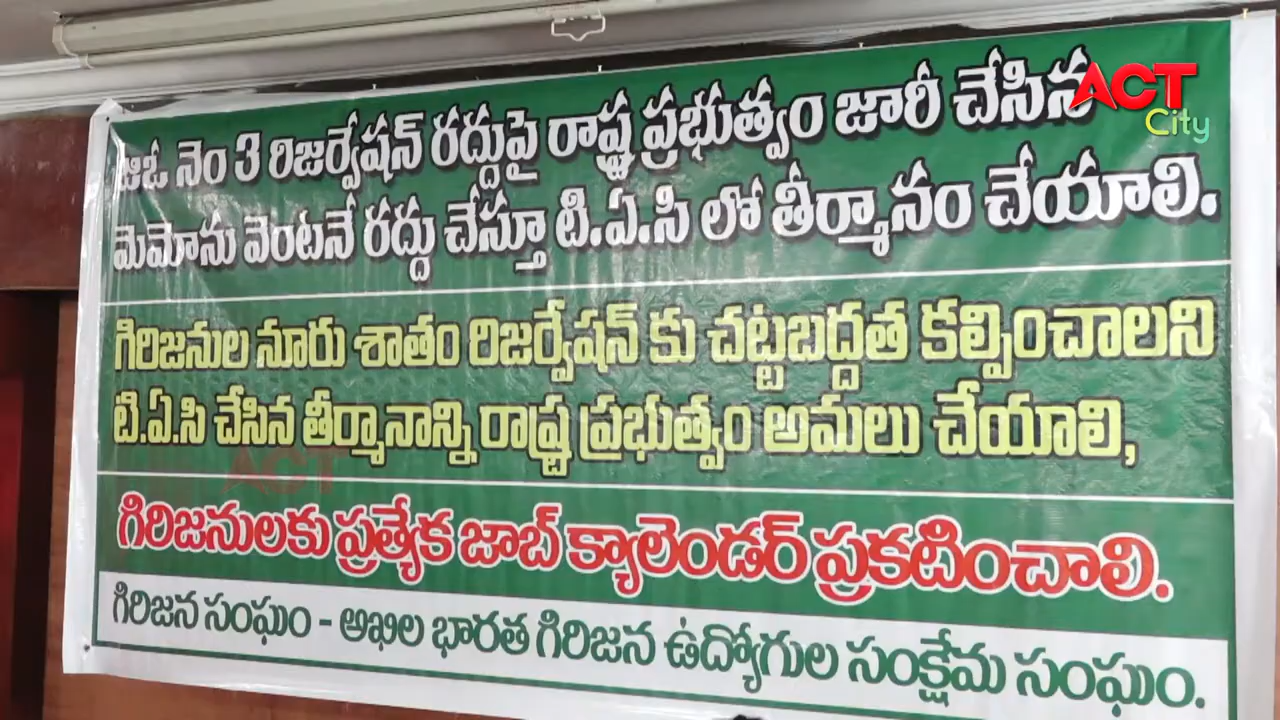 జిఓ నెం 3 రిజర్వేషన్ రద్దుపై రాష్ట్ర ప్రభుత్వం జారీ చేసిన
మెమోను వెంటనే రద్దు చేస్తూ టి.ఏ.సి లో తీర్మానం చేయాలి.
గిరిజనుల నూరు శాతం రిజర్వేషన్ కు చట్టబద్దత కల్పించాలని
టి.ఏ.సి చేసిన తీర్మానాన్ని రాష్ట్ర ప్రభుత్వం అమలు చేయాలి,
గిరిజనులకు ప్రత్యేక జాబ్ క్యాలెండర్ ప్రకటించాలి.
గిరిజన సంఘం - అఖిల భారత గిరిజన ఉద్యోగుల సంక్షేమ సంఘం.
ACT
City
ACT